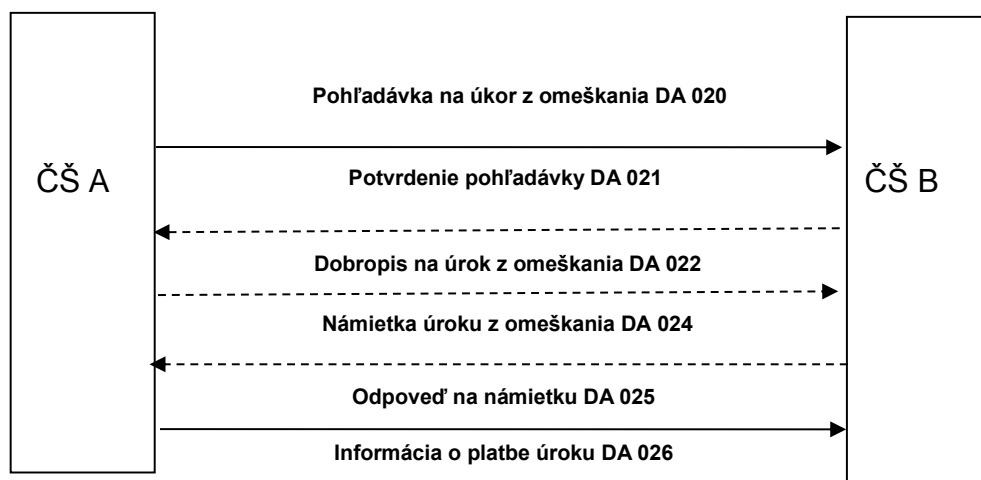 Pohľadávka na úkor z omeškania DA 020
ČŠ A
Potvrdenie pohľadávky DA 021
ČŠ B
Dobropis na úrok z omeškania DA 022
Námietka úroku z omeškania DA 024
Odpoveď na námietku DA 025
Informácia o platbe úroku DA 026